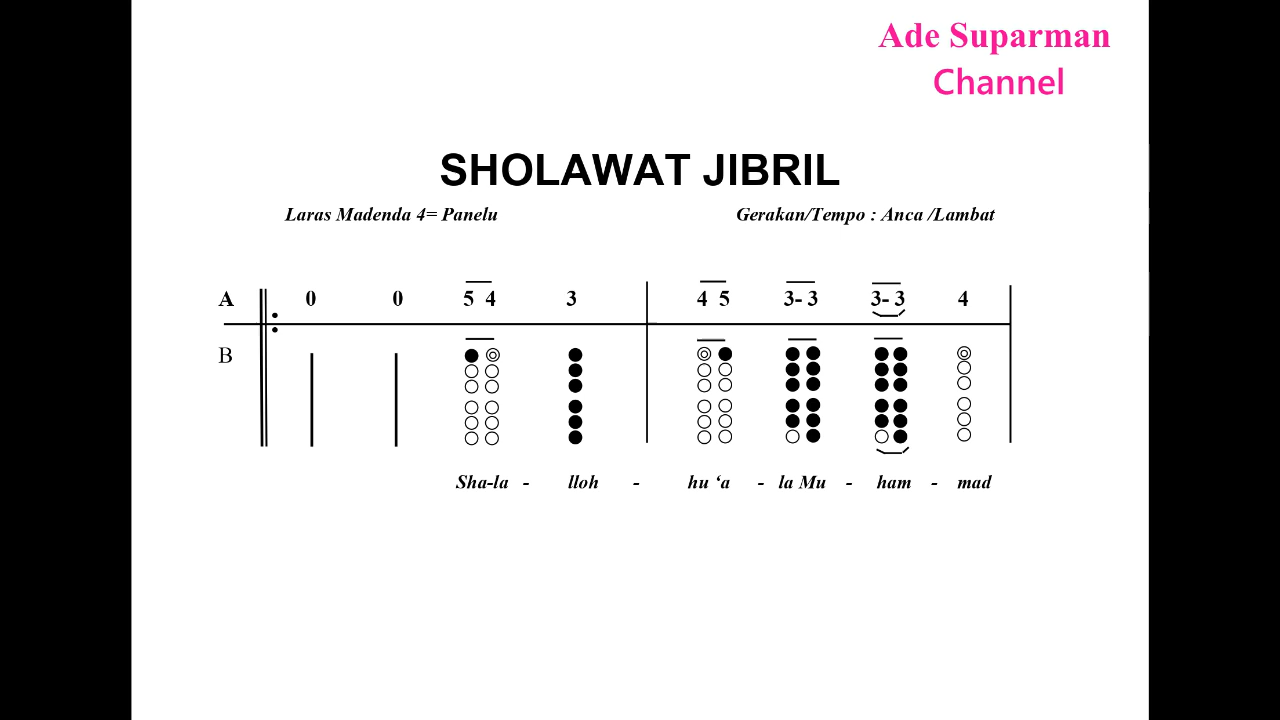 Ade Suparman
Channel
SHOLAWAT JIBRIL
Laras Madenda 4= Panelu Gerakan/Tempo : Anca /Lambat
A 0 0 5 4 3 4 5 3- 3 3- 3 4
B
Sha-la - lloh - hu ‘a - la Mu - ham - mad